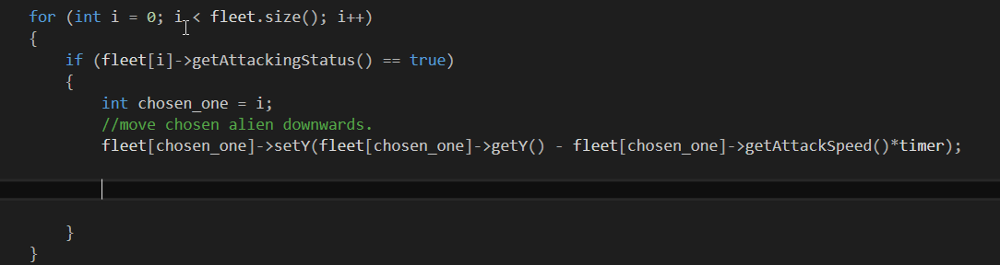 for (int i = 0; i < fleet.size(); i++)
{
if (fleet[i]->getAttackingStatus() == true)
{
int chosen_one = i;
//move chosen alien downwards.
fleet[chosen_one]->setY(fleet[chosen_one]->getY() - fleet[chosen_one]->getAttackSpeed()*timer);
}
}